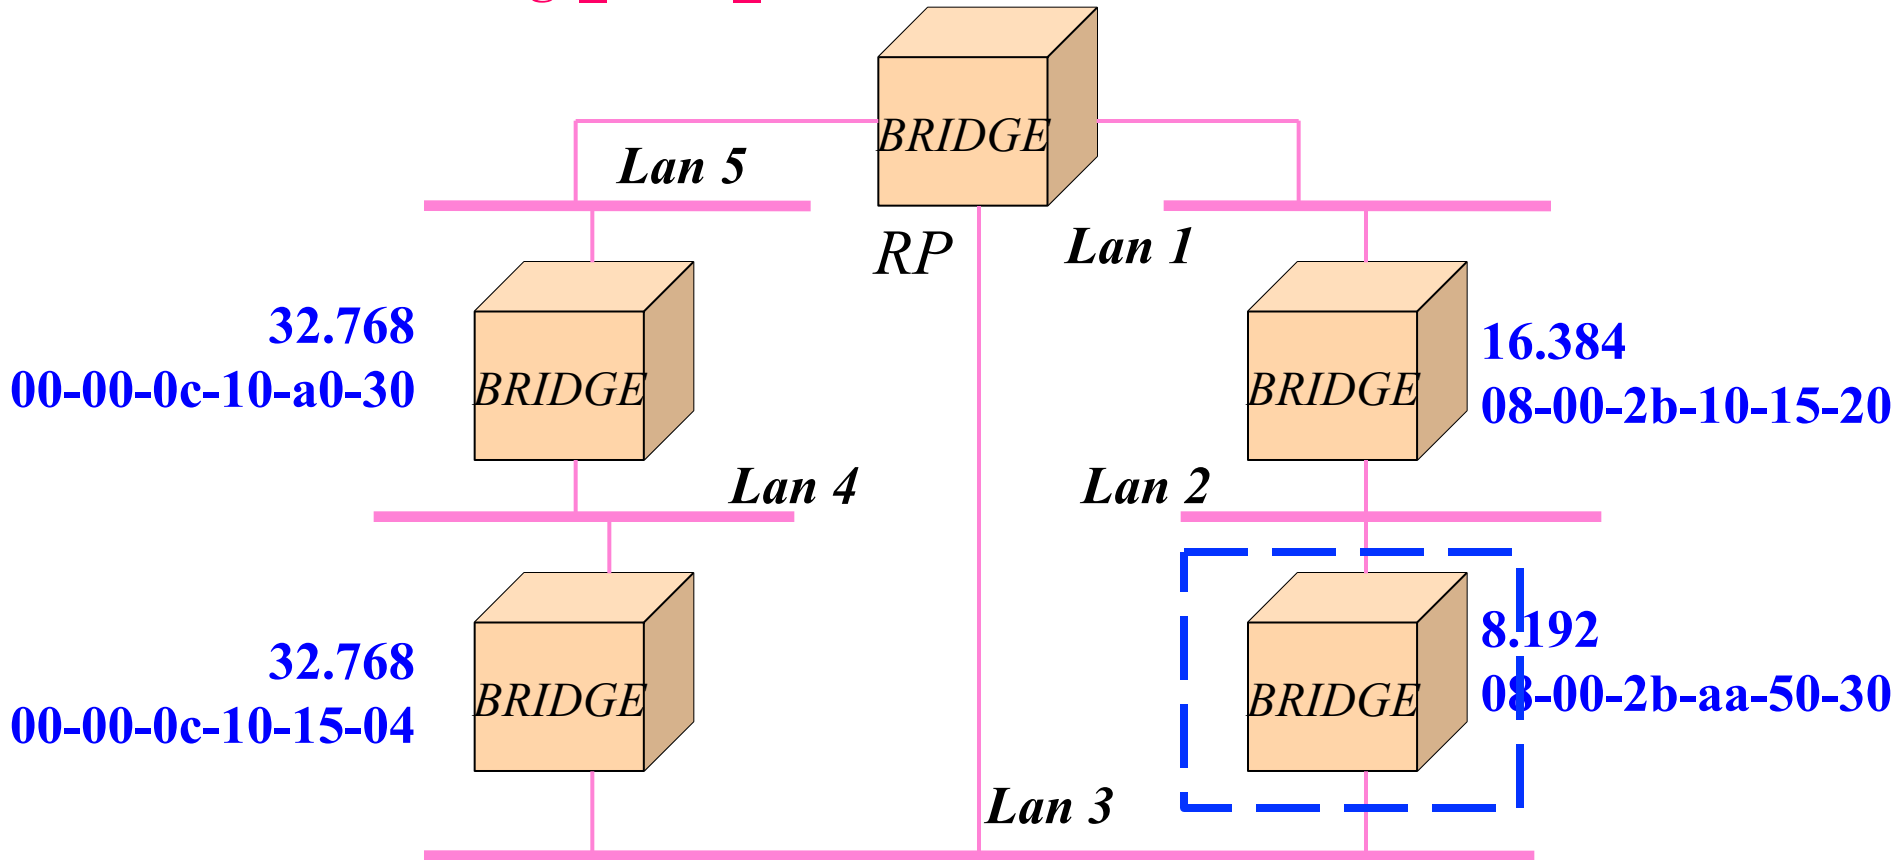 BRIDGE
Lan 5
RP
Lan 1
32.768
00-00-0c-10-a0-30
BRIDGE
BRIDGE
16.384
08-00-2b-10-15-20
Lan 4
Lan 2
32.768
00-00-0c-10-15-04
BRIDGE
BRIDGE
8.192
08-00-2b-aa-50-30
Lan 3